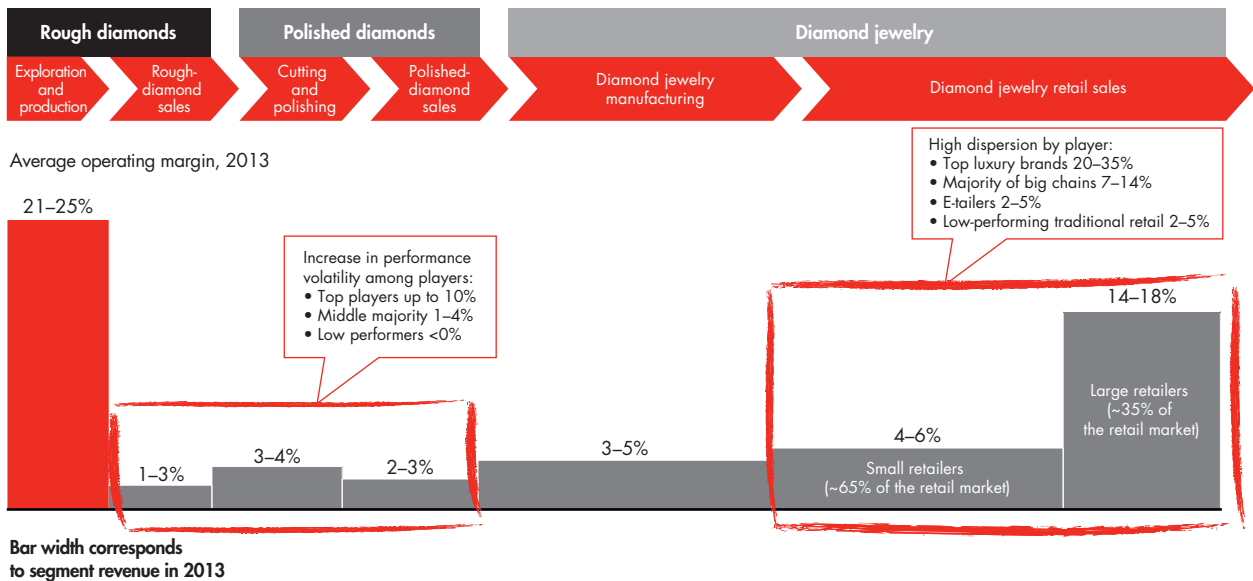 Rough diamonds
Polished diamonds
Diamond jewelry
Exploration
and
production
Rough-
diamond
sales
Cutting
and
polishing
Polished-
diamond
sales
Diamond jewelry
manufacturing
Diamond jewelry retail sales
Average operating margin, 2013
High dispersion by player:
• Top luxury brands 20–35%
• Majority of big chains 7–14%
• E-tailers 2–5%
• Low-performing traditional retail 2–5%
21–25%
Increase in performance
volatility among players:
• Top players up to 10%
• Middle majority 1–4%
• Low performers <0%
14–18%
Large retailers
(~35% of
the retail market)
1–3%
3–4%
2–3%
3–5%
4–6%
Small retailers
(~65% of the retail market)
Bar width corresponds
to segment revenue in 2013